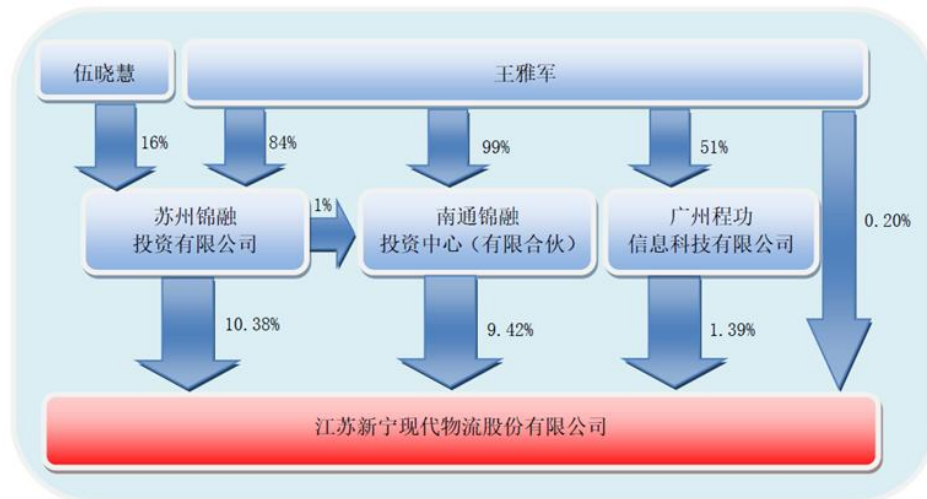 伍晓慧
王雅军
16%
84%
99%
51%
0.20%
苏州锦融
投资有限公司
1%
南通锦融
投资中心（有限合伙）
广州程功
信息科技有限公司
10.38%
9.42%
1.39%
江苏新宁现代物流股份有限公司